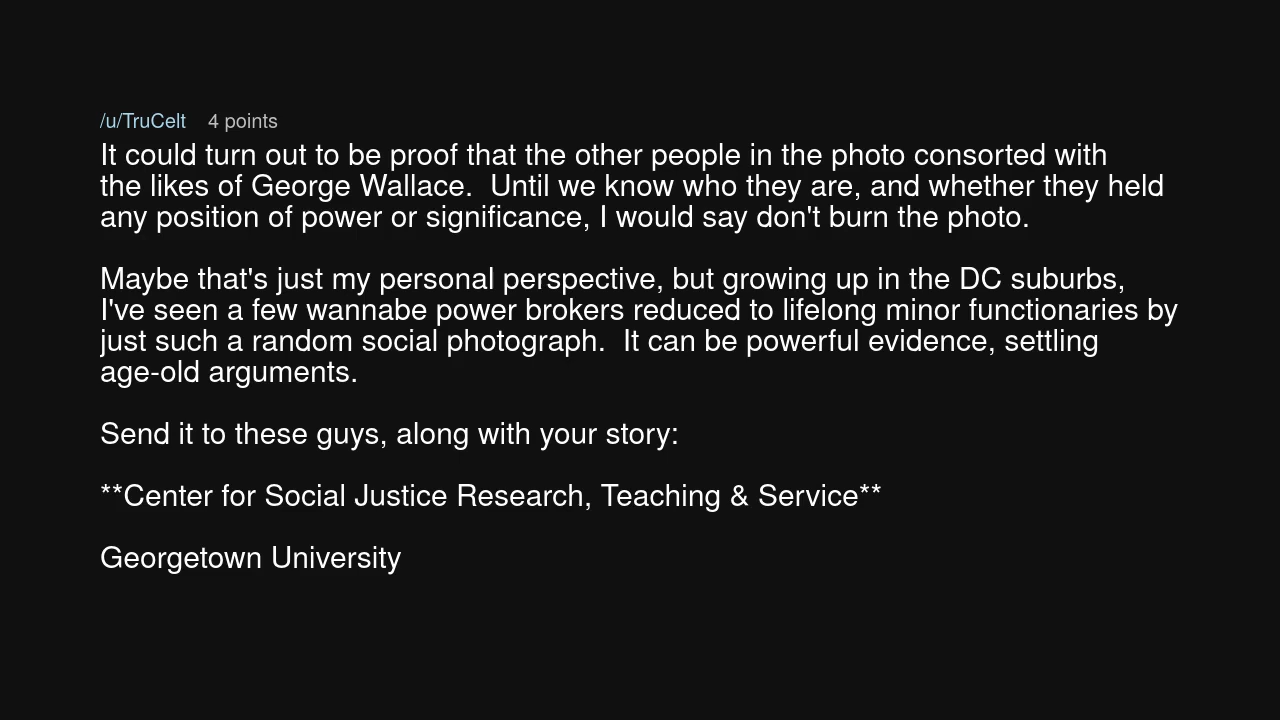 /u/TruCelt 4 points
It could turn out to be proof that the other people in the photo consorted with
the likes of George Wallace.  Until we know who they are, and whether they held
any position of power or significance, I would say don't burn the photo.
Maybe that's just my personal perspective, but growing up in the DC suburbs,
I've seen a few wannabe power brokers reduced to lifelong minor functionaries by
just such a random social photograph.  It can be powerful evidence, settling
age-old arguments.
Send it to these guys, along with your story:
**Center for Social Justice Research, Teaching & Service**
Georgetown University